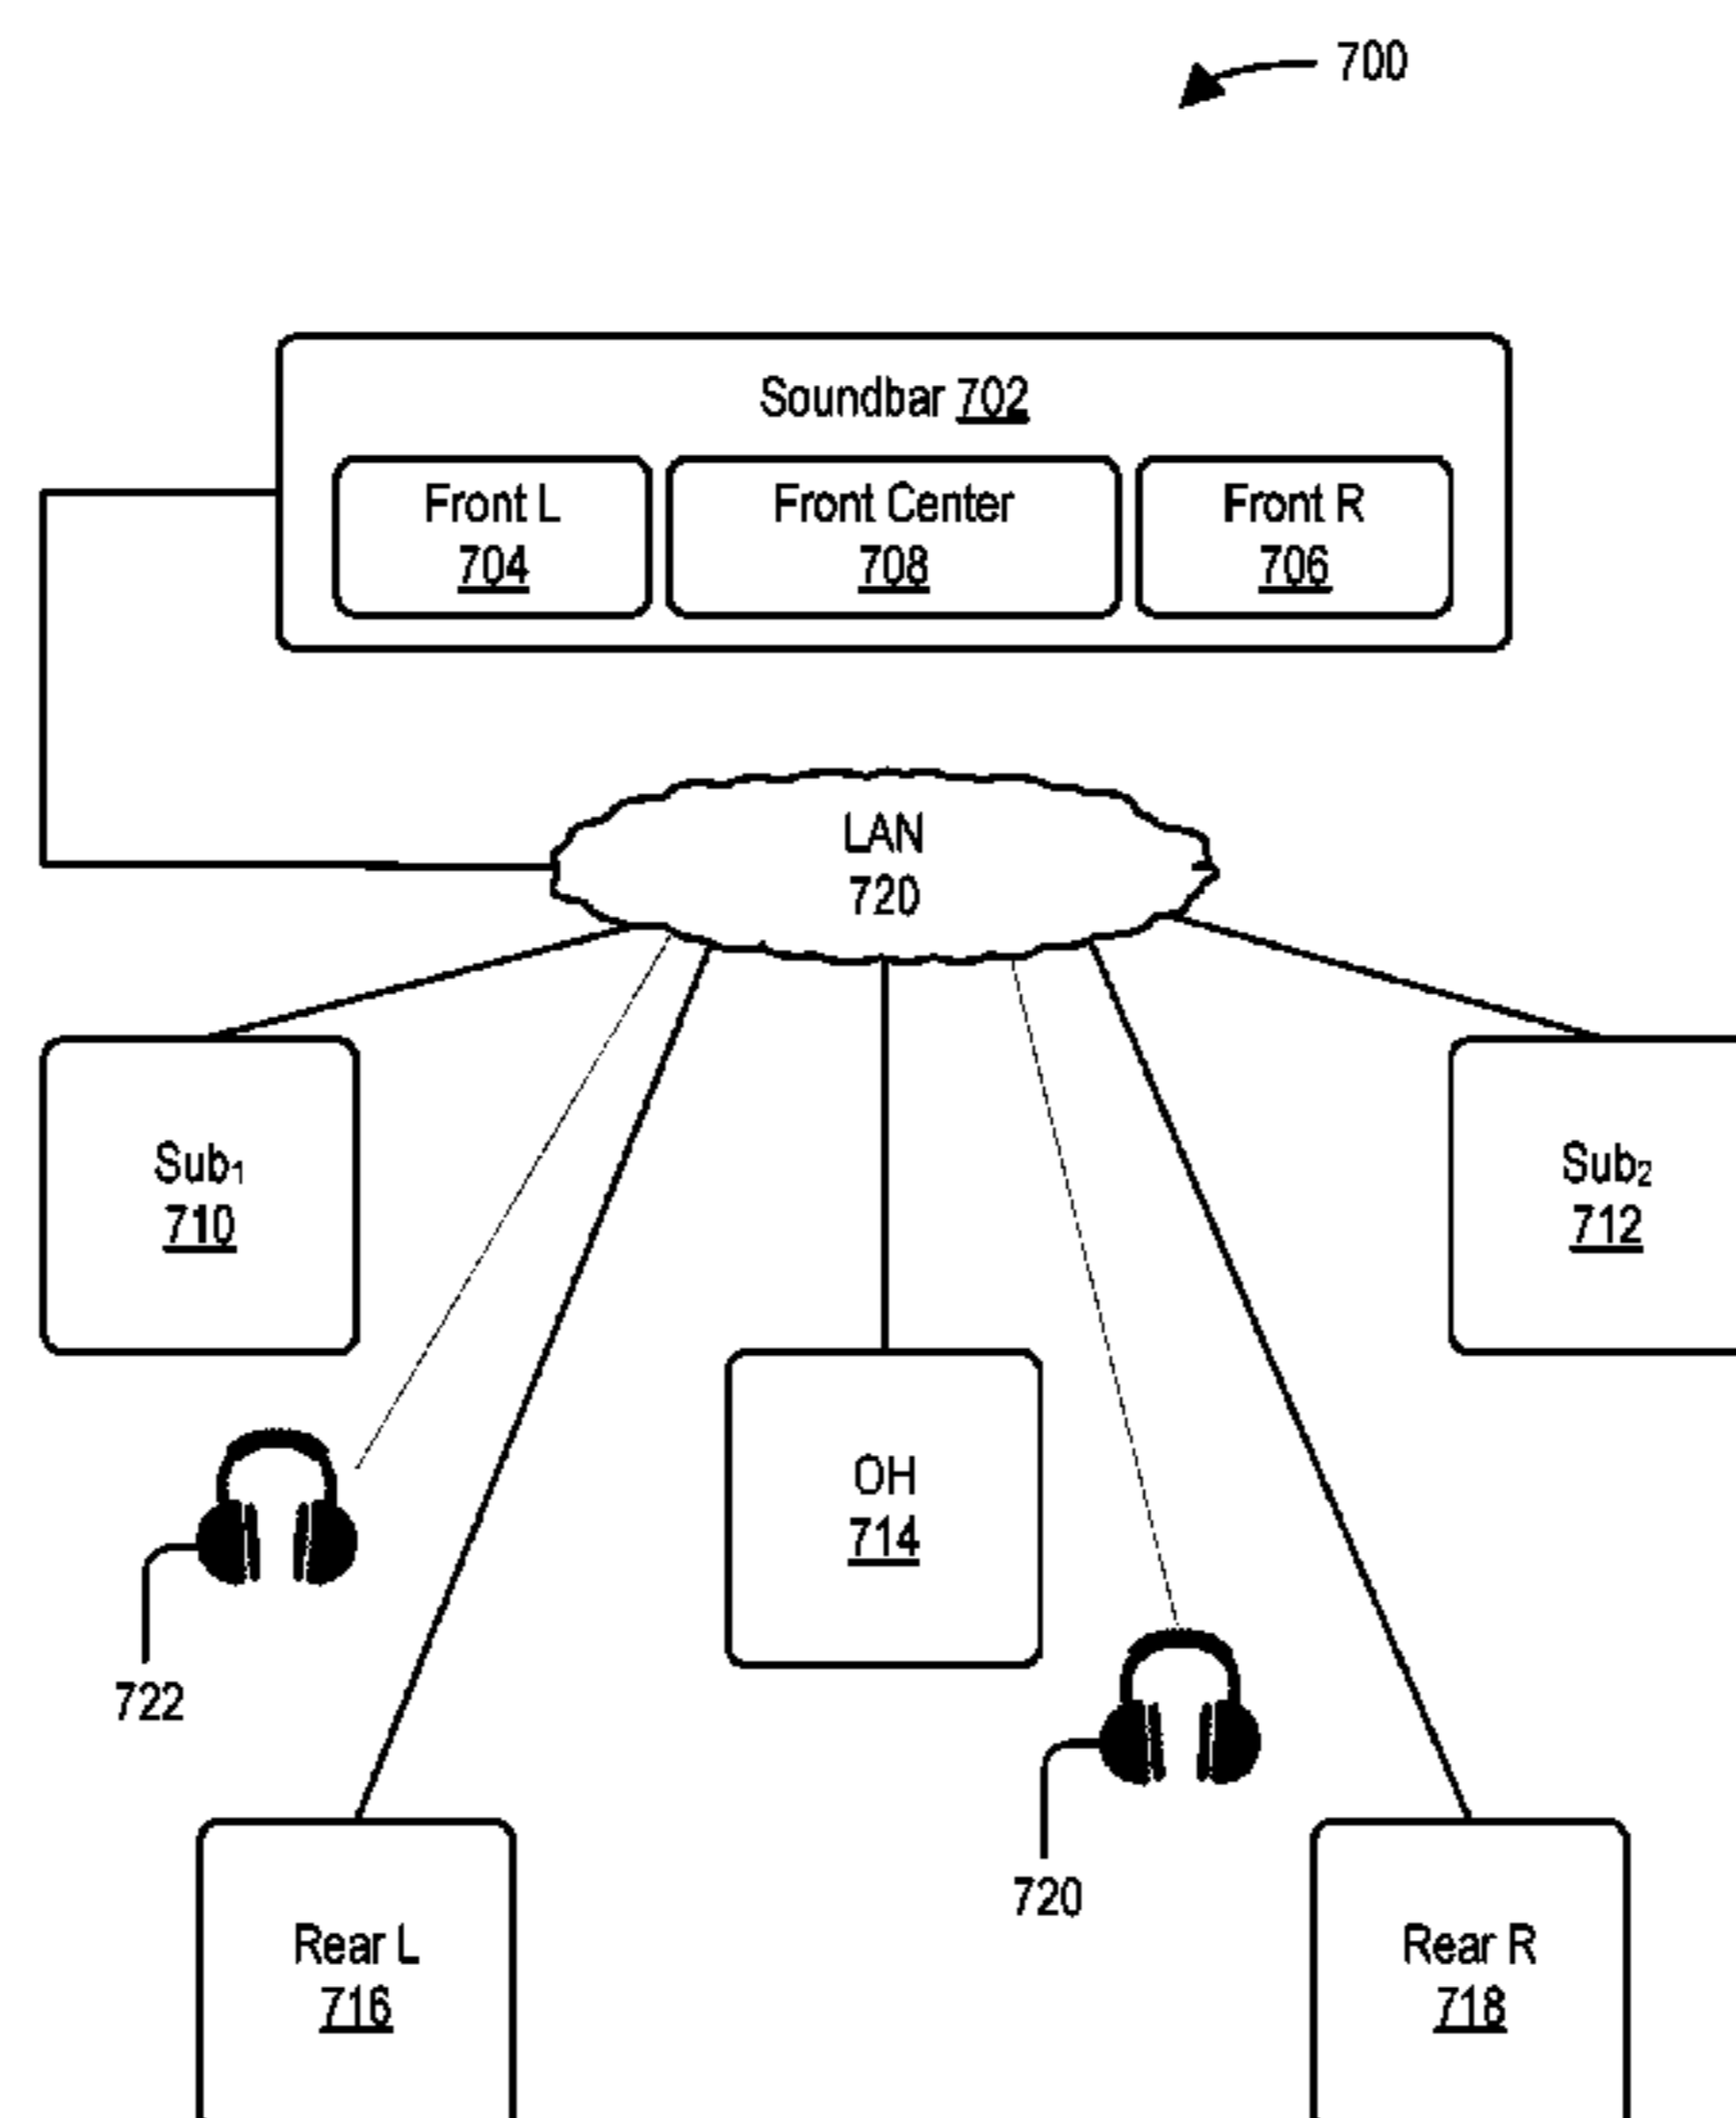 700
Soundbar 702
Front L
704
Front Center
708
Front R
706
LAN
720
Sub₁
710
Sub₂
712
OH
714
722
720
Rear L
716
Rear R
718